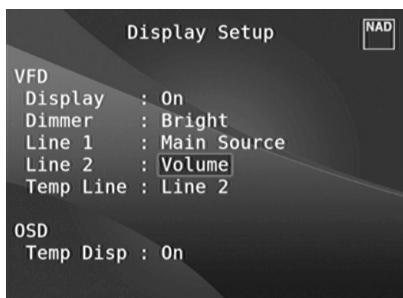 Display Setup
NAD
VFD
Display : On
Dimmer : Bright
Line 1 : Main Source
Line 2 : Volume
Temp Line : Line 2
OSD
Temp Disp : On